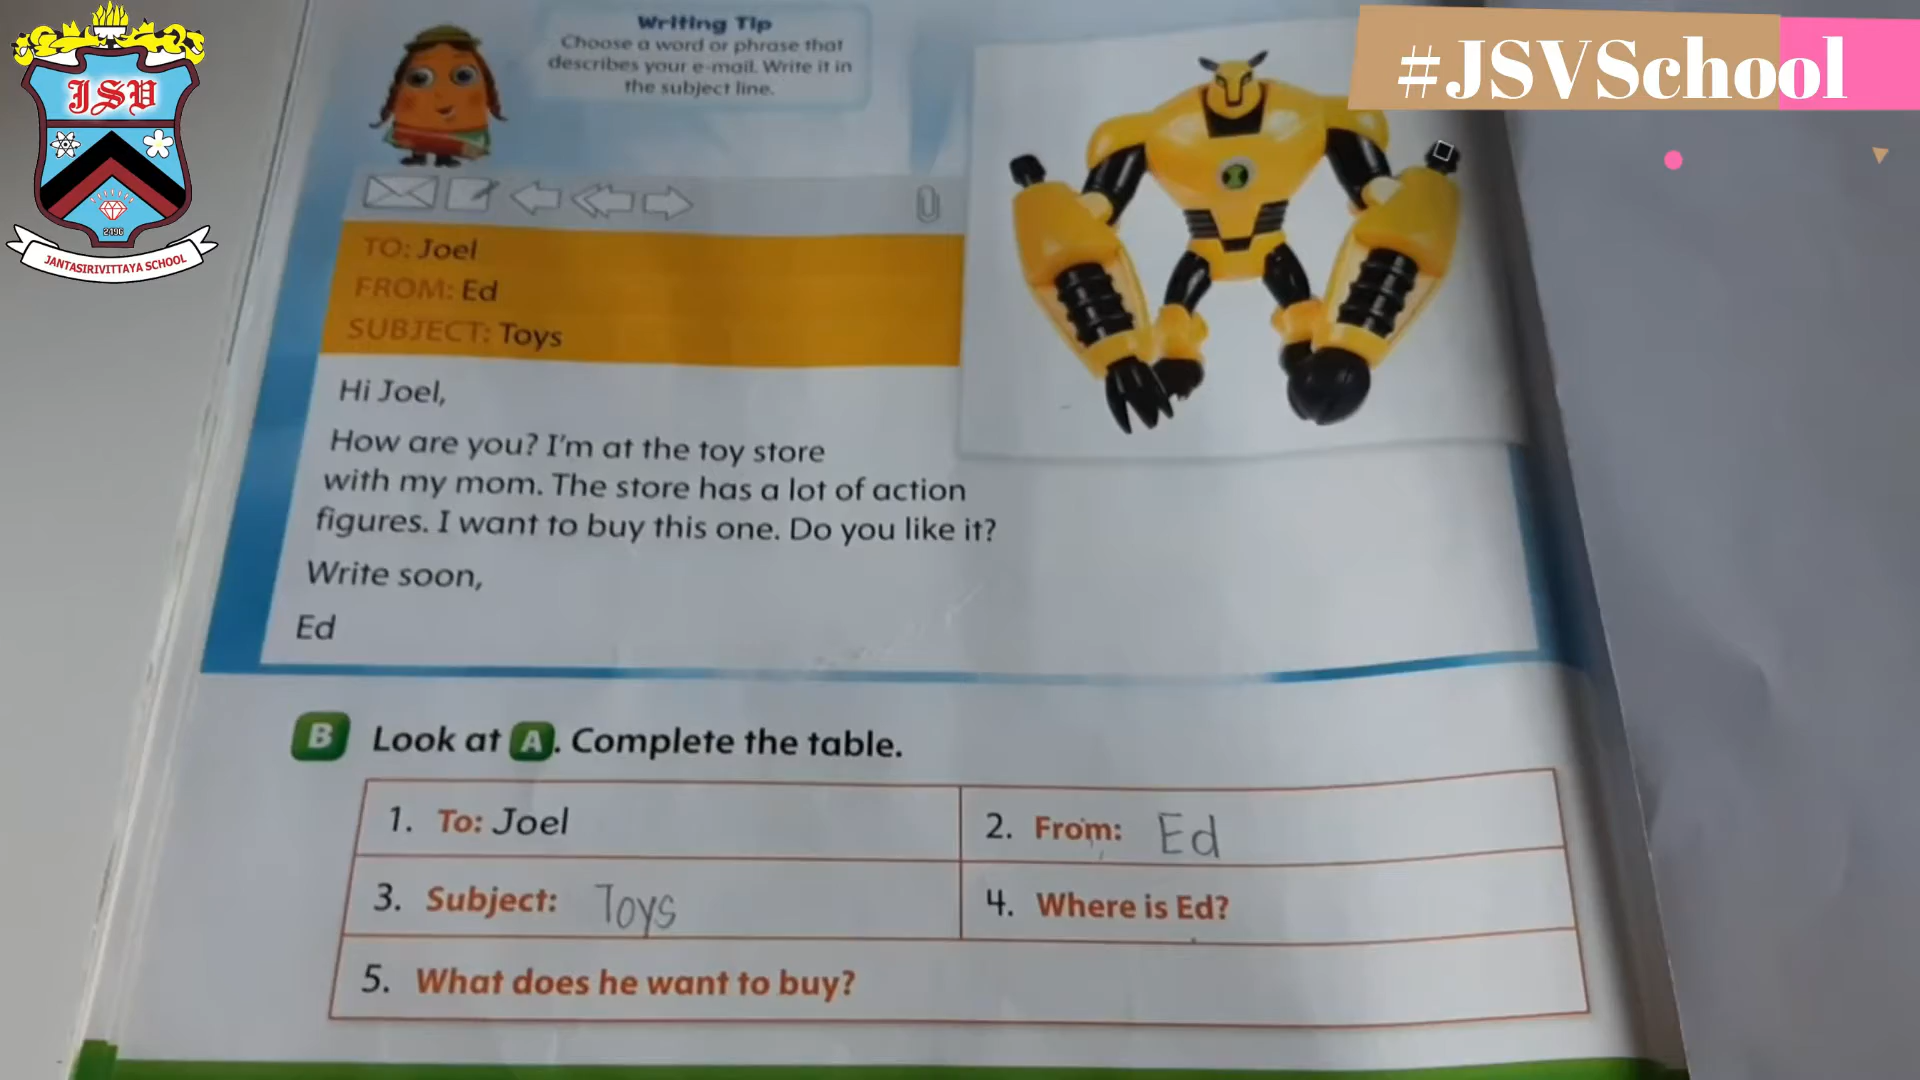 Writing Tip
Choose a word or phrase that
describes your e-mail. Write it in
the subject line.
#JSVSchool
JSV
2496
JANTASIRIVITTAYA SCHOOL
TO: Joel
FROM: Ed
SUBJECT: Toys
Hi Joel,
How are you? I'm at the toy store
with my mom. The store has a lot of action
figures. I want to buy this one. Do you like it?
Write soon,
Ed
B Look at A. Complete the table.
1. To: Joel
2. From: Ed
3. Subject: Toys
4. Where is Ed?
5. What does he want to buy?